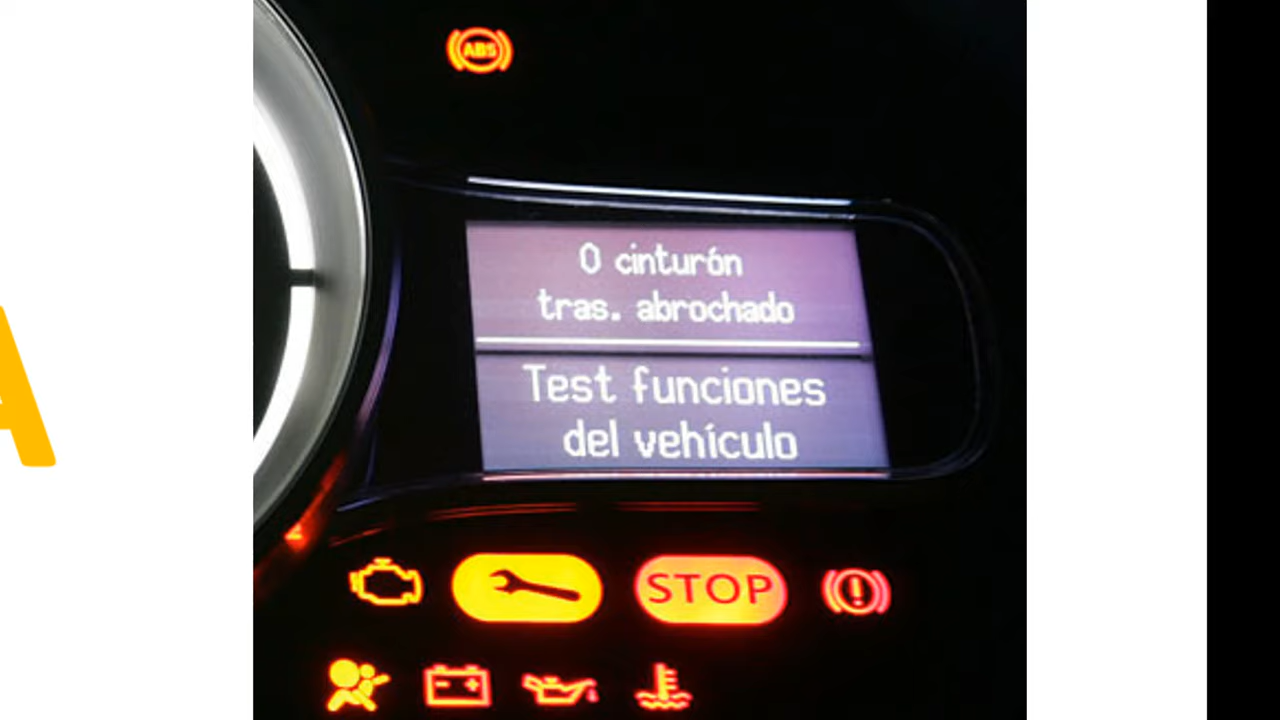 A
ABS
0 cinturón
tras. abrochado
Test funciones
del vehículo
STOP